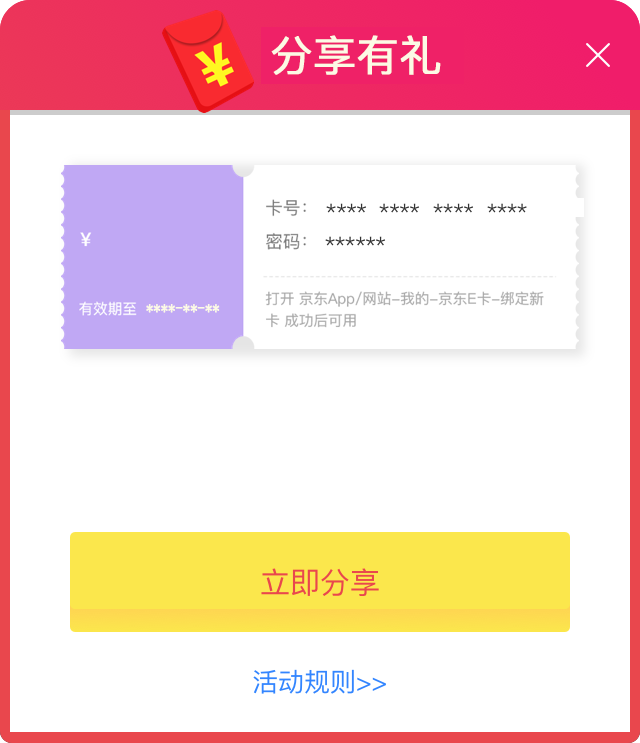 ¥
分享有礼
¥
有效期至 ****-**-**
卡号： **** **** **** ****
密码： ******
打开 京东App/网站-我的-京东E卡-绑定新
卡 成功后可用
立即分享
活动规则>>